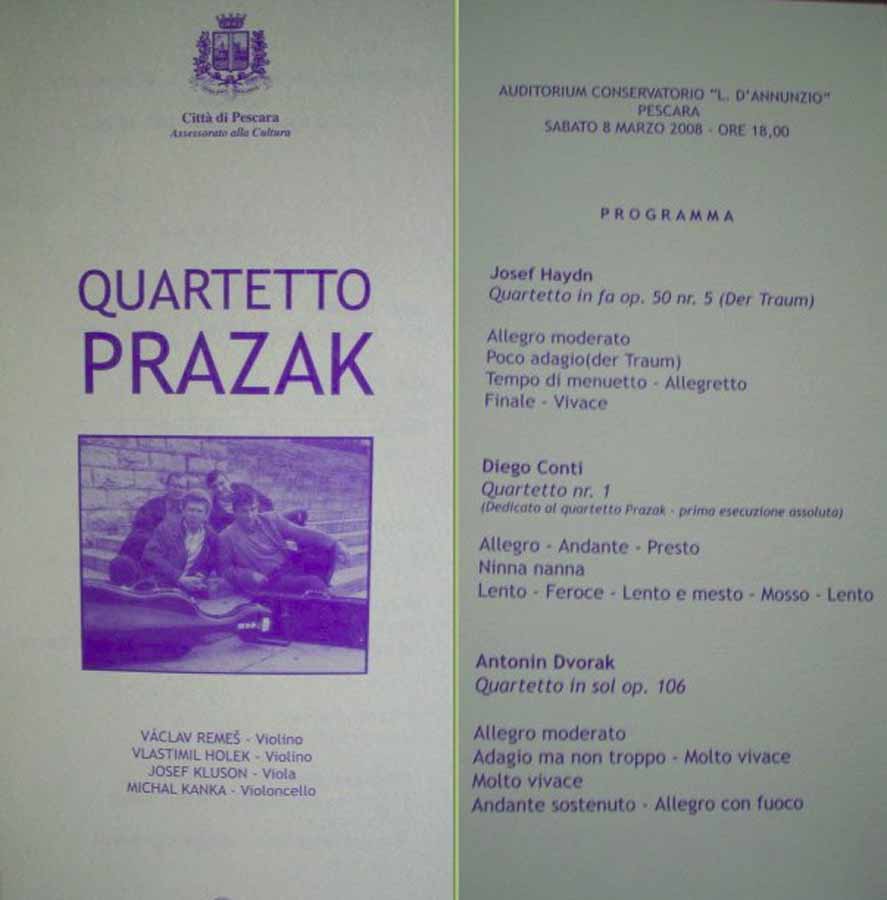 Città di Pescara
Assessorato alla Cultura
QUARTETTO
PRAZAK
VÁCLAV REMEŠ - Violino
VLASTIMIL HOLEK - Violino
JOSEF KLUSON - Viola
MICHAL KANKA - Violoncello
AUDITORIUM CONSERVATORIO "L. D'ANNUNZIO"
PESCARA
SABATO 8 MARZO 2008 - ORE 18,00
PROGRAMMA
Josef Haydn
Quartetto in fa op. 50 nr. 5 (Der Traum)
Allegro moderato
Poco adagio(der Traum)
Tempo di menuetto - Allegretto
Finale - Vivace
Diego Conti
Quartetto nr. 1
(Dedicato al quartetto Prazak - prima esecuzione assoluta)
Allegro - Andante - Presto
Ninna nanna
Lento - Feroce - Lento e mesto - Mosso - Lento
Antonin Dvorak
Quartetto in sol op. 106
Allegro moderato
Adagio ma non troppo - Molto vivace
Molto vivace
Andante sostenuto - Allegro con fuoco